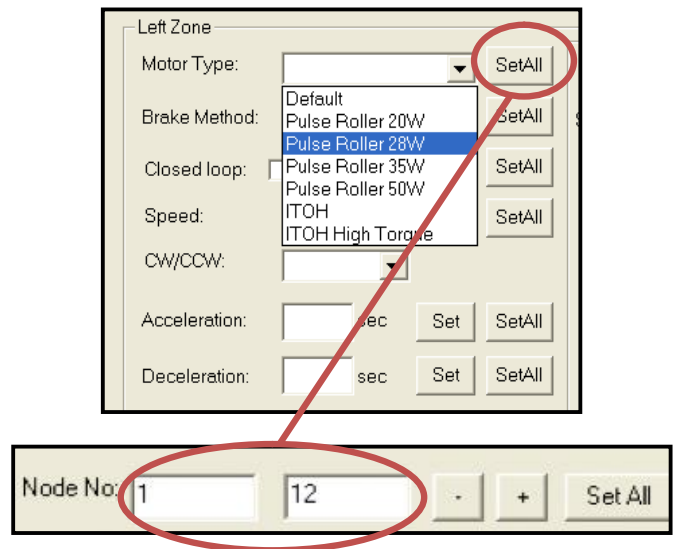 Left Zone
Motor Type: SetAll
Default
Brake Method: Pulse Roller 20W SetAll
Pulse Roller 28W
Closed loop: Pulse Roller 35W SetAll
Pulse Roller 50W
Speed: ITOH SetAll
ITOH High Torque
CW/CCW:
Acceleration: sec Set SetAll
Deceleration: sec Set SetAll
Node No: 1 12 - + Set All